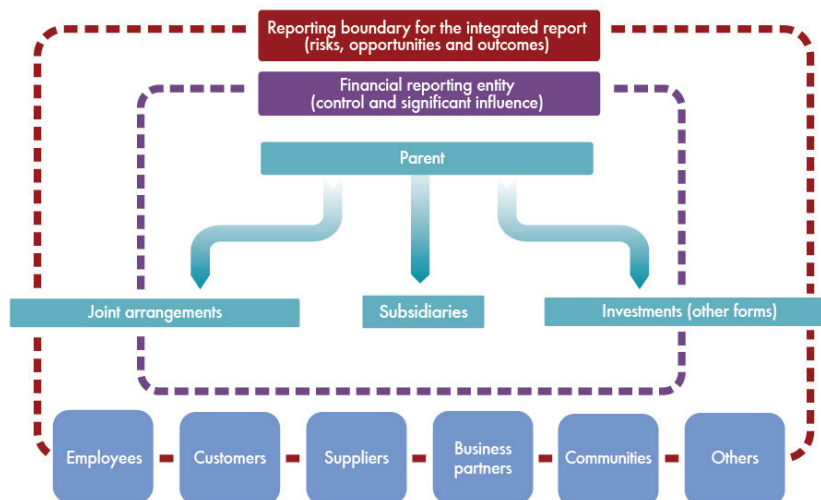 Reporting boundary for the integrated report
(risks, opportunities and outcomes)
Financial reporting entity
(control and significant influence)
Parent
Joint arrangements
Subsidiaries
Investments (other forms)
Employees
Customers
Suppliers
Business
partners
Communities
Others